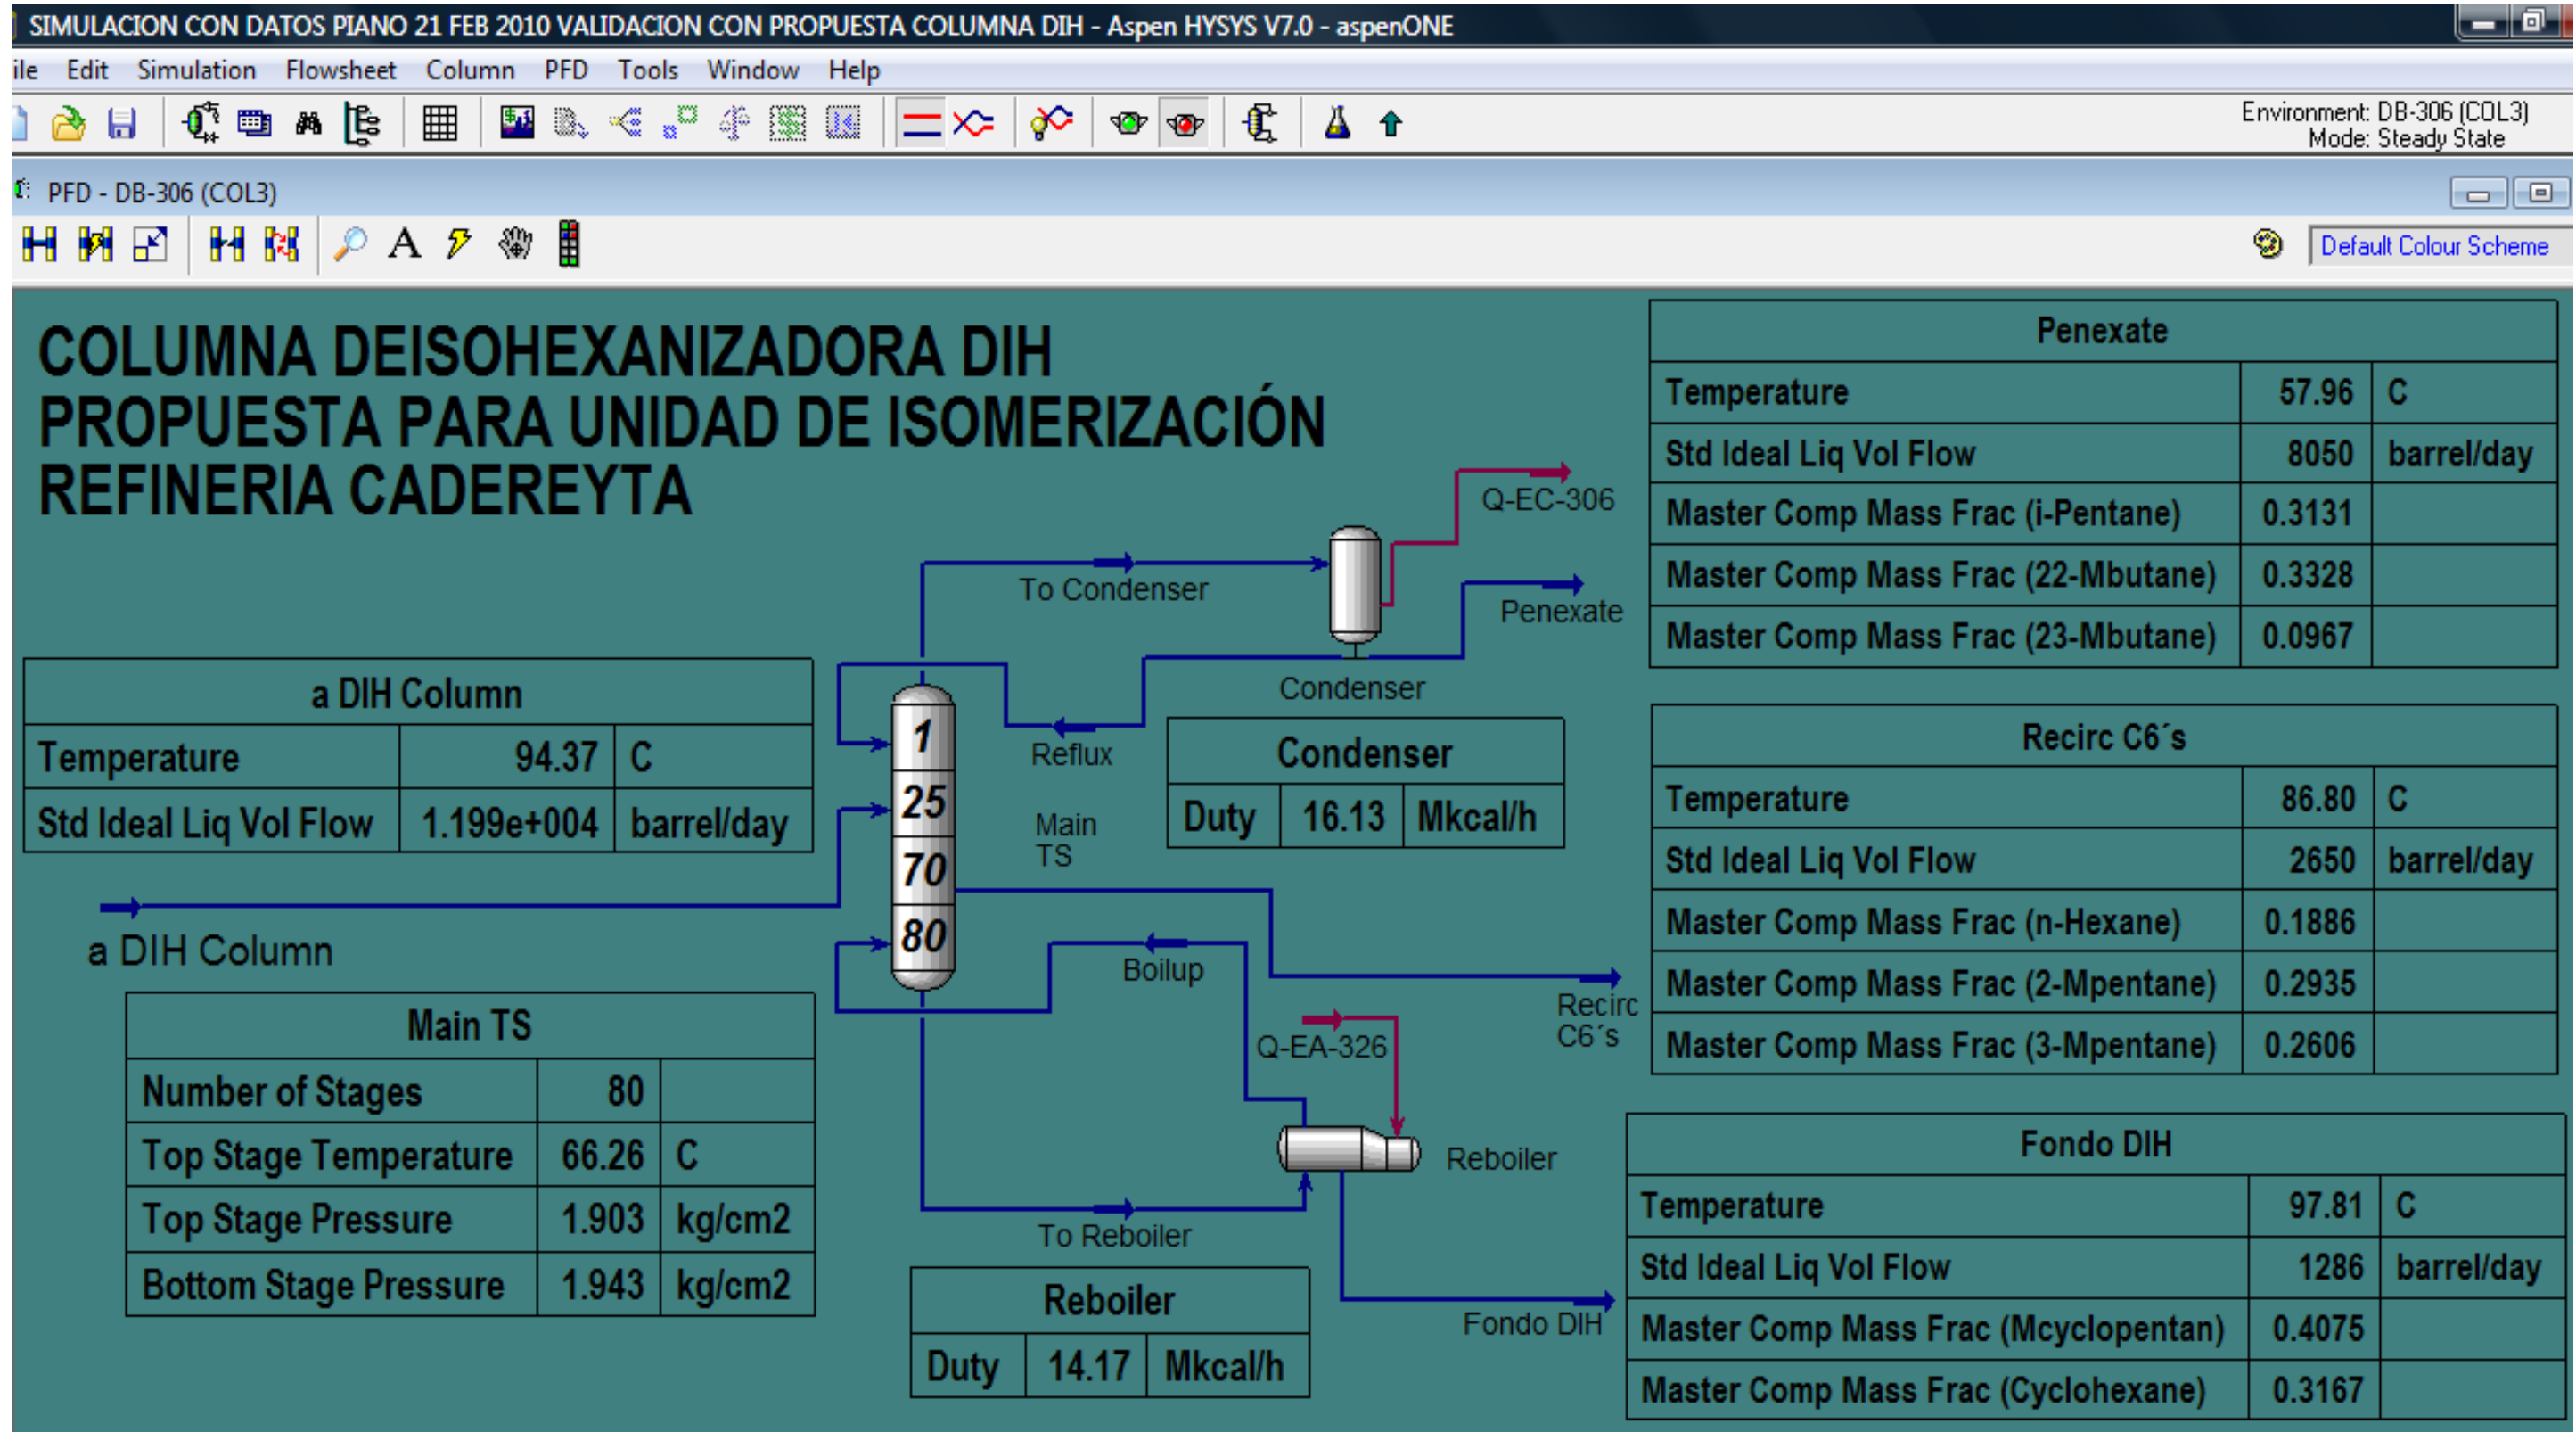 SIMULACION CON DATOS PIANO 21 FEB 2010 VALIDACION CON PROPUESTA COLUMNA DIH - Aspen HYSYS V7.0 - aspenONE
ile Edit Simulation Flowsheet Column PFD Tools Window Help
Environment: DB-306 (COL3)
Mode: Steady State
PFD - DB-306 (COL3)
A
Default Colour Scheme
COLUMNA DEISOHEXANIZADORA DIH
PROPUESTA PARA UNIDAD DE ISOMERIZACIÓN
REFINERIA CADEREYTA
Penexate
Temperature 57.96 C
Std Ideal Liq Vol Flow 8050 barrel/day
Master Comp Mass Frac (i-Pentane) 0.3131
Master Comp Mass Frac (22-Mbutane) 0.3328
Master Comp Mass Frac (23-Mbutane) 0.0967
Q-EC-306
To Condenser
Penexate
Condenser
Reflux
Condenser
Duty 16.13 Mkcal/h
a DIH Column
Temperature 94.37 C
Std Ideal Liq Vol Flow 1.199e+004 barrel/day
1
25
70
80
Main
TS
a DIH Column
Recirc C6´s
Temperature 86.80 C
Std Ideal Liq Vol Flow 2650 barrel/day
Master Comp Mass Frac (n-Hexane) 0.1886
Master Comp Mass Frac (2-Mpentane) 0.2935
Master Comp Mass Frac (3-Mpentane) 0.2606
Boilup
Recirc
C6´s
Q-EA-326
Main TS
Number of Stages 80
Top Stage Temperature 66.26 C
Top Stage Pressure 1.903 kg/cm2
Bottom Stage Pressure 1.943 kg/cm2
Reboiler
To Reboiler
Reboiler
Duty 14.17 Mkcal/h
Fondo DIH
Fondo DIH
Temperature 97.81 C
Std Ideal Liq Vol Flow 1286 barrel/day
Master Comp Mass Frac (Mcyclopentan) 0.4075
Master Comp Mass Frac (Cyclohexane) 0.3167